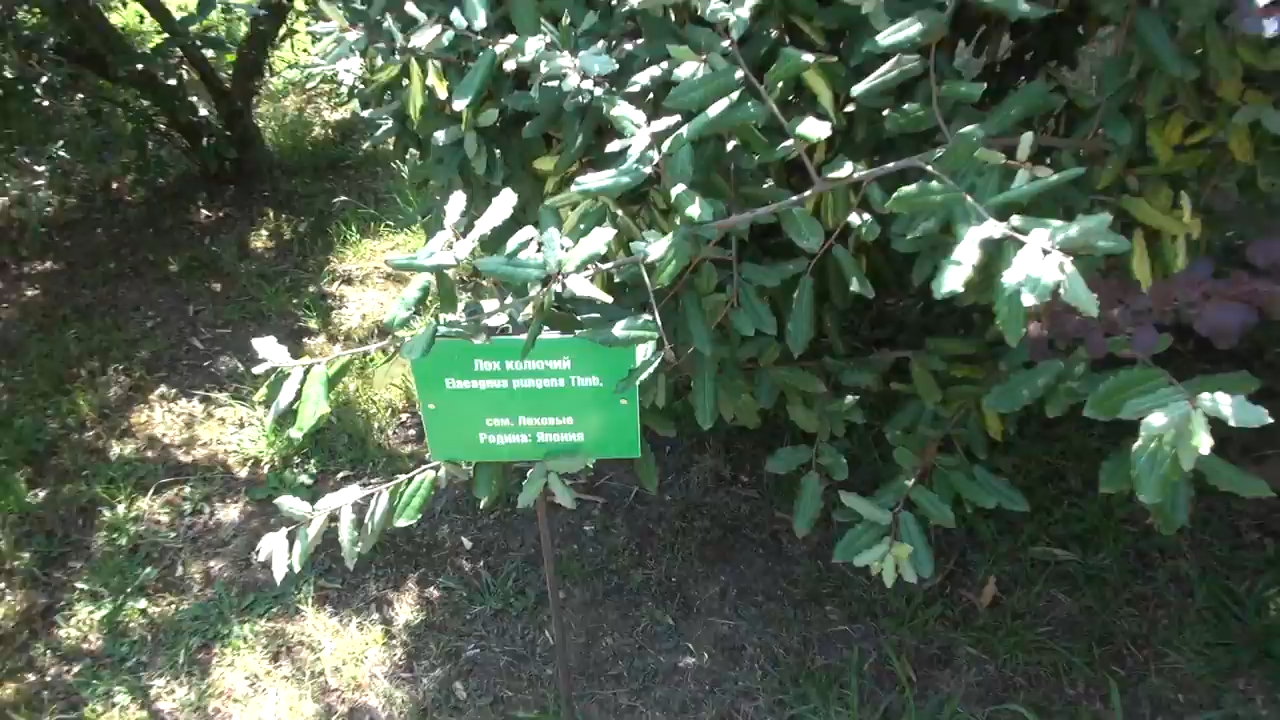 Лох колючий
Elaeagnus pungens Thnb.
сем. Лоховые
Родина: Япония